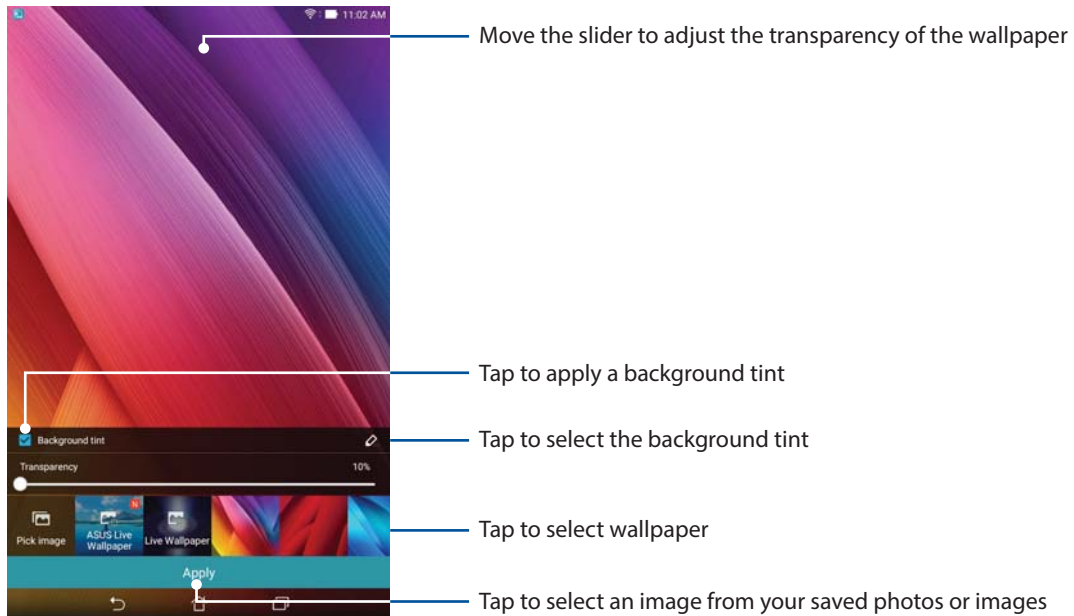 11:02 AM
Move the slider to adjust the transparency of the wallpaper
Tap to apply a background tint
Background tint
Tap to select the background tint
Transparency
10%
N
Pick image
ASUS Live
Wallpaper
Live Wallpaper
Tap to select wallpaper
Apply
Tap to select an image from your saved photos or images